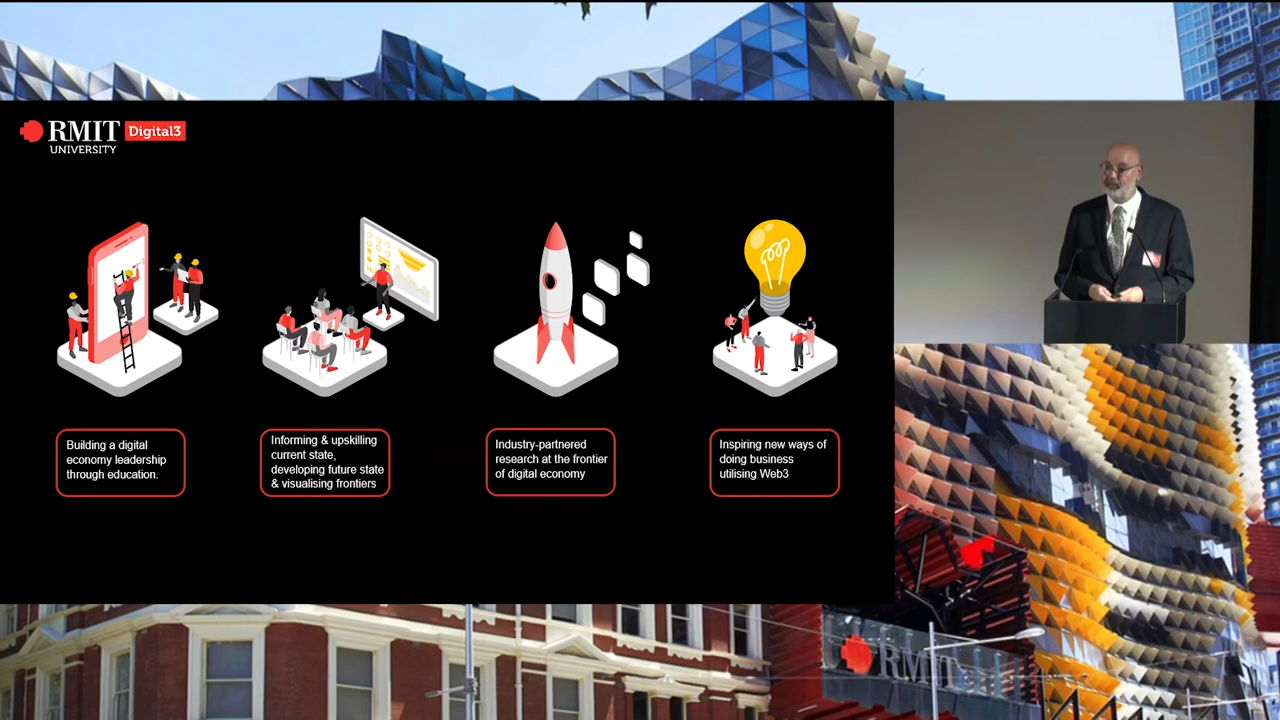 RMIT Digital3
UNIVERSITY
Building a digital
economy leadership
through education.
Informing & upskilling
current state,
developing future state
& visualising frontiers
Industry-partnered
research at the frontier
of digital economy
Inspiring new ways of
doing business
utilising Web3
RMIT